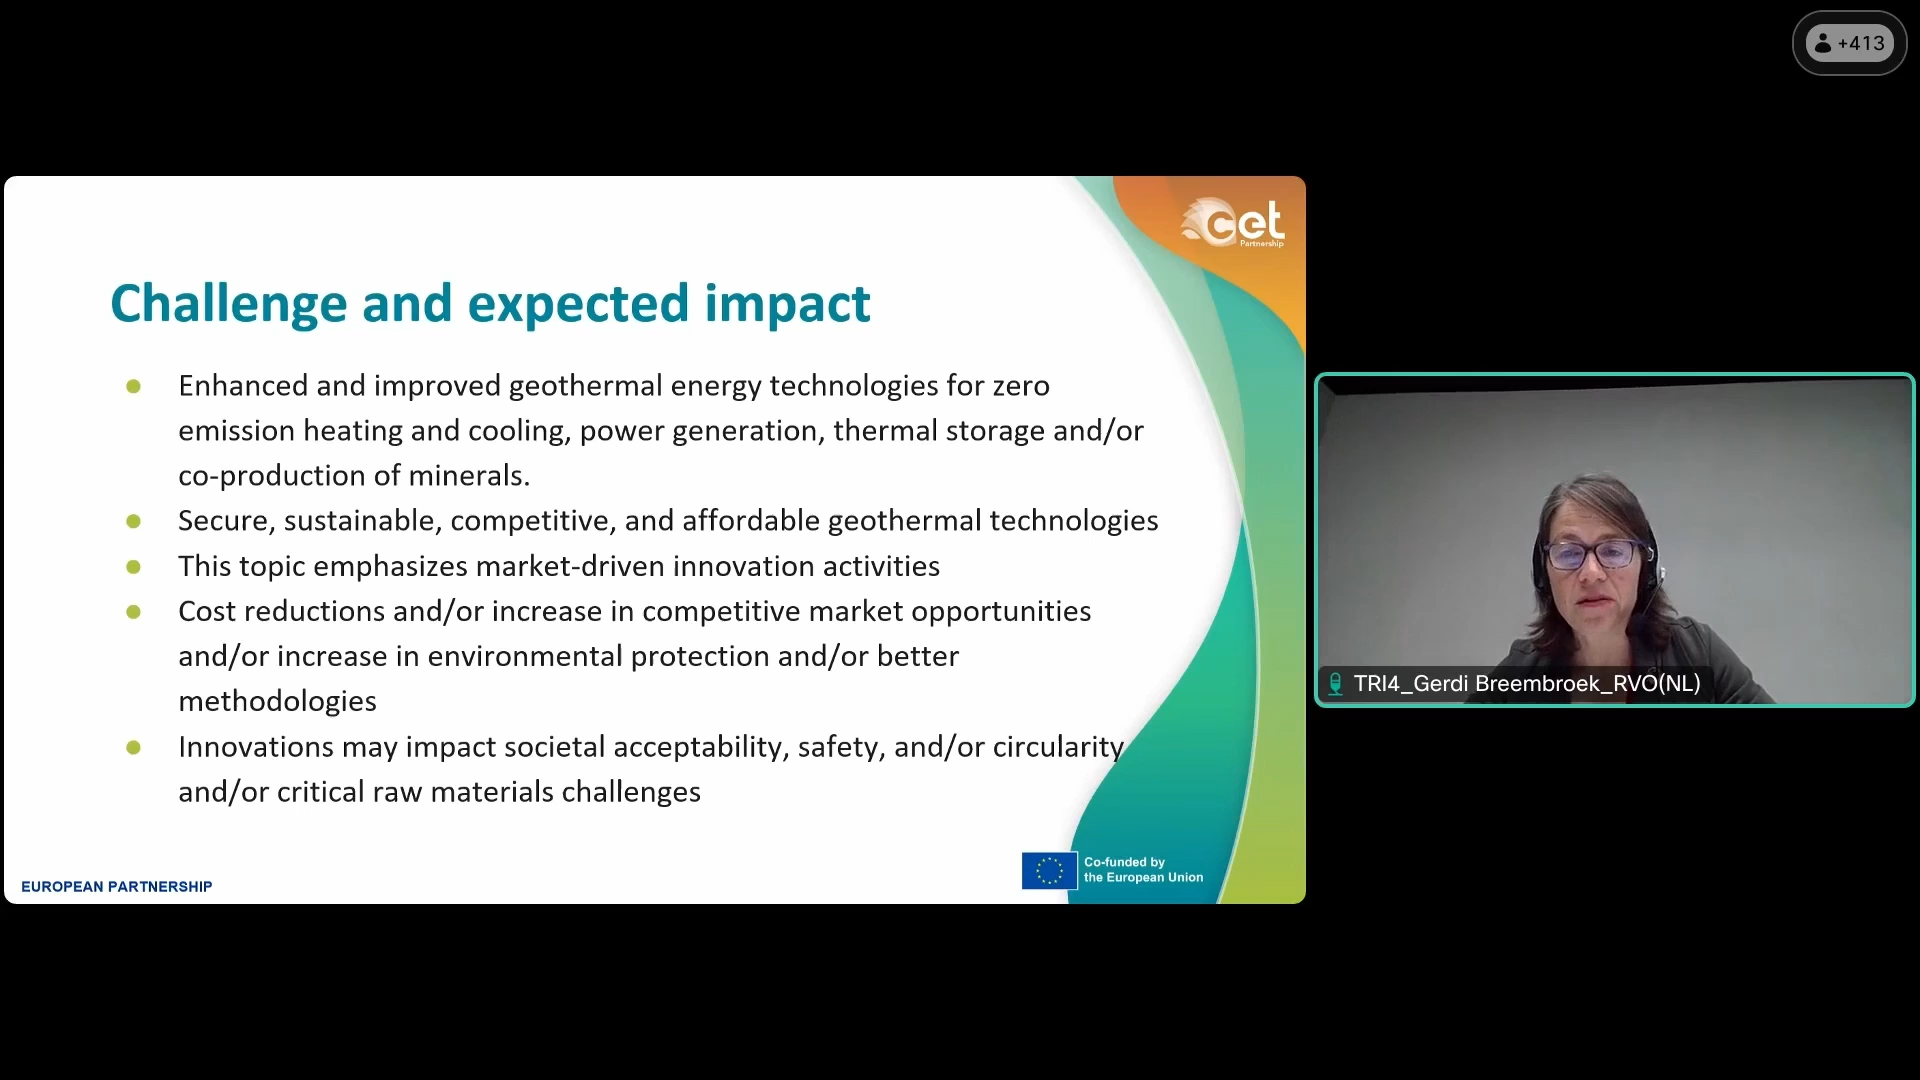 +413
cet
Partnership
Challenge and expected impact
Enhanced and improved geothermal energy technologies for zero
emission heating and cooling, power generation, thermal storage and/or
co-production of minerals.
Secure, sustainable, competitive, and affordable geothermal technologies
This topic emphasizes market-driven innovation activities
Cost reductions and/or increase in competitive market opportunities
and/or increase in environmental protection and/or better
methodologies
Innovations may impact societal acceptability, safety, and/or circularity
and/or critical raw materials challenges
EUROPEAN PARTNERSHIP
Co-funded by
the European Union
TRI4_Gerdi Breembroek_RVO(NL)